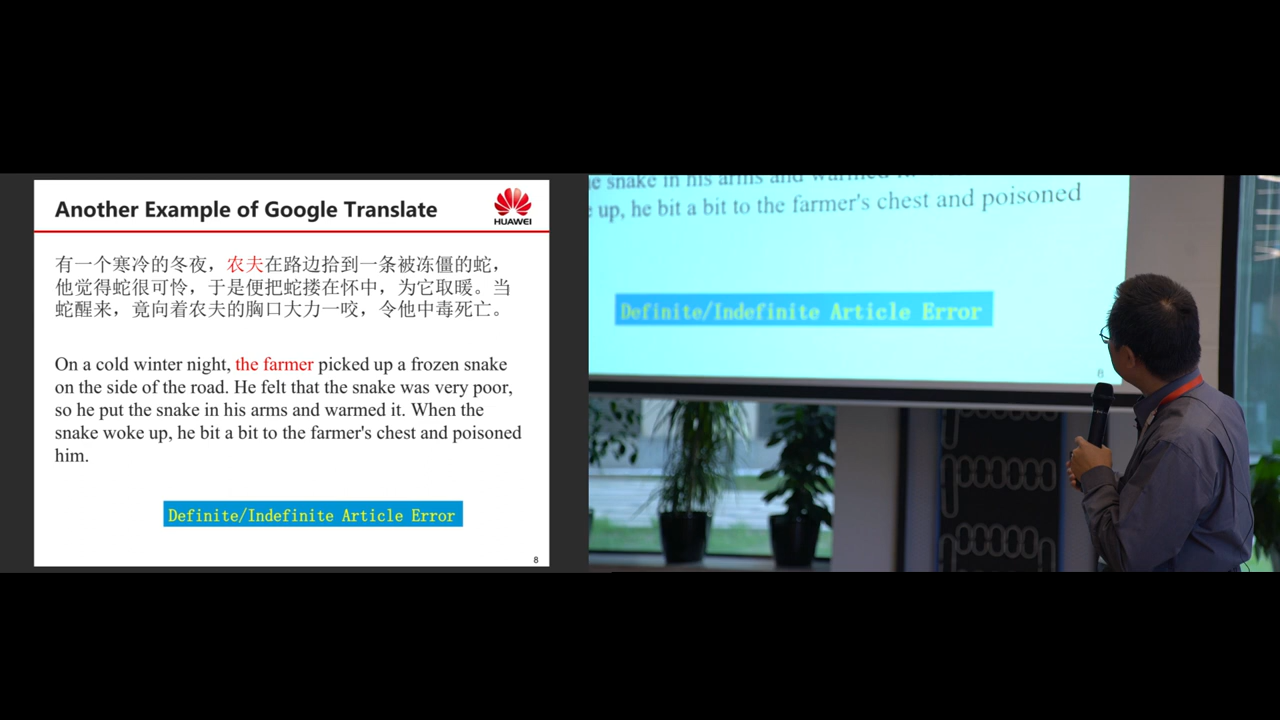 Another Example of Google Translate
HUAWEI
有一个寒冷的冬夜，农夫在路边拾到一条被冻僵的蛇，
他觉得蛇很可怜，于是便把蛇搂在怀中，为它取暖。当
蛇醒来，竟向着农夫的胸口大力一咬，令他中毒死亡。
On a cold winter night, the farmer picked up a frozen snake
on the side of the road. He felt that the snake was very poor,
so he put the snake in his arms and warmed it. When the
snake woke up, he bit a bit to the farmer's chest and poisoned
him.
Definite/Indefinite Article Error
8
snake in his arms and warmed
up, he bit a bit to the farmer's chest and poisoned
Definite/Indefinite Article Error
8